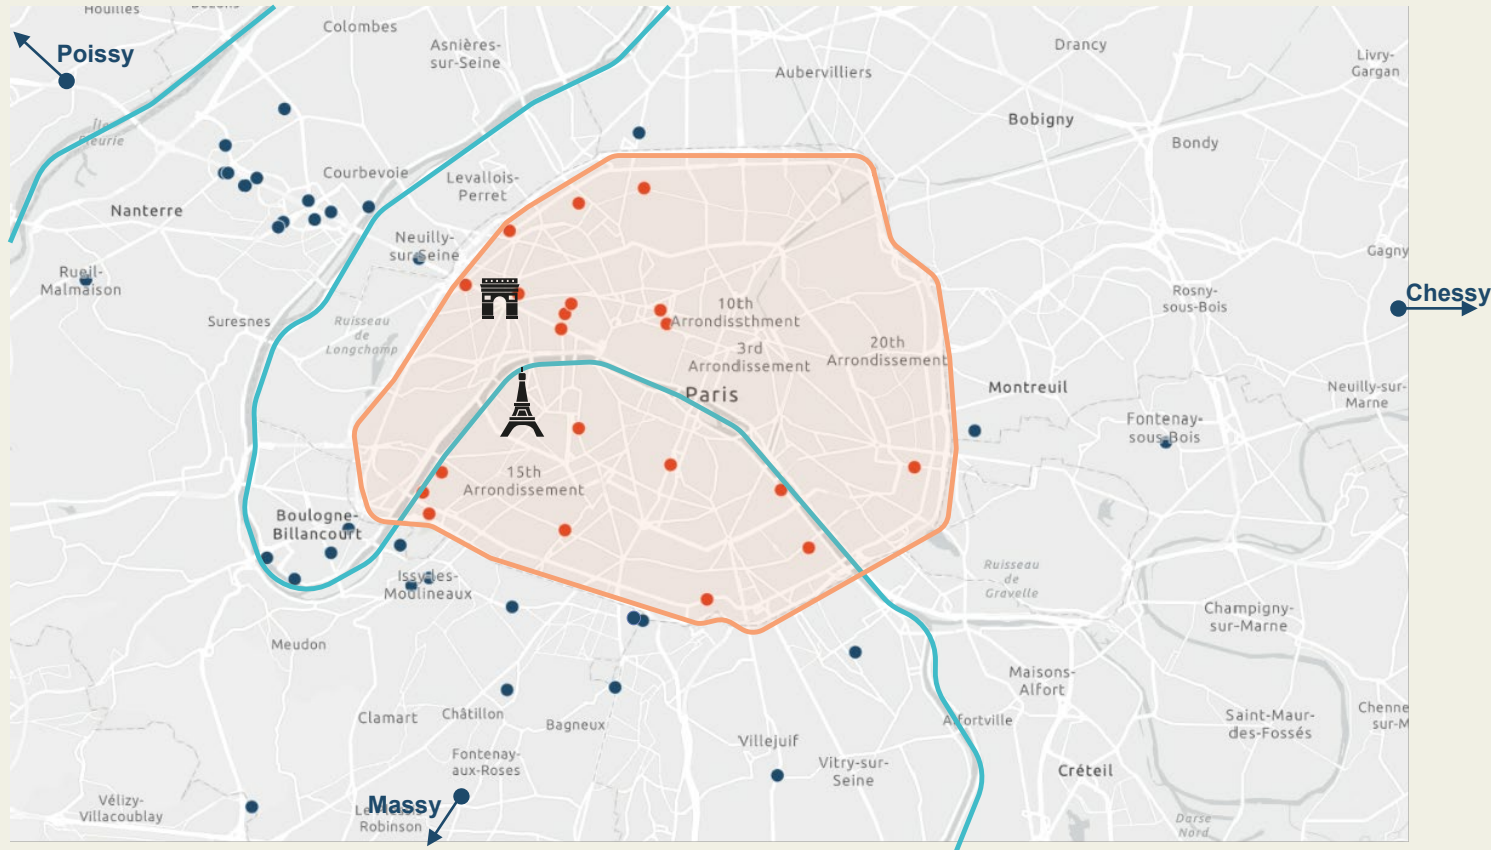 Houilles
Colombes
Poissy
Asnières-
sur-Seine
Drancy
Livry-
Gargan
Aubervilliers
Île
Fleurie
Bobigny
Bondy
Courbevoie
Levallois-
Perret
Nanterre
Neuilly-
sur-Seine
Gagny
Rueil-
Malmaison
Rosny-
sous-Bois
Chessy
Suresnes
Ruisseau
de
Longchamp
10th
Arrondissthment
3rd
Arrondissement
20th
Arrondissement
Paris
Montreuil
Neuilly-sur-
Marne
Fontenay-
sous-Bois
15th
Arrondissement
Boulogne-
Billancourt
Issy-les-
Moulineaux
Ruisseau
de
Gravelle
Champigny-
sur-Marne
Meudon
Maisons-
Alfort
Clamart
Châtillon
Bagneux
Alfortville
Saint-Maur-
des-Fossés
Chenne
sur-M
Villejuif
Vitry-sur-
Seine
Fontenay-
aux-Roses
Créteil
Vélizy-
Villacoublay
Massy
Robinson
Darse
Nord